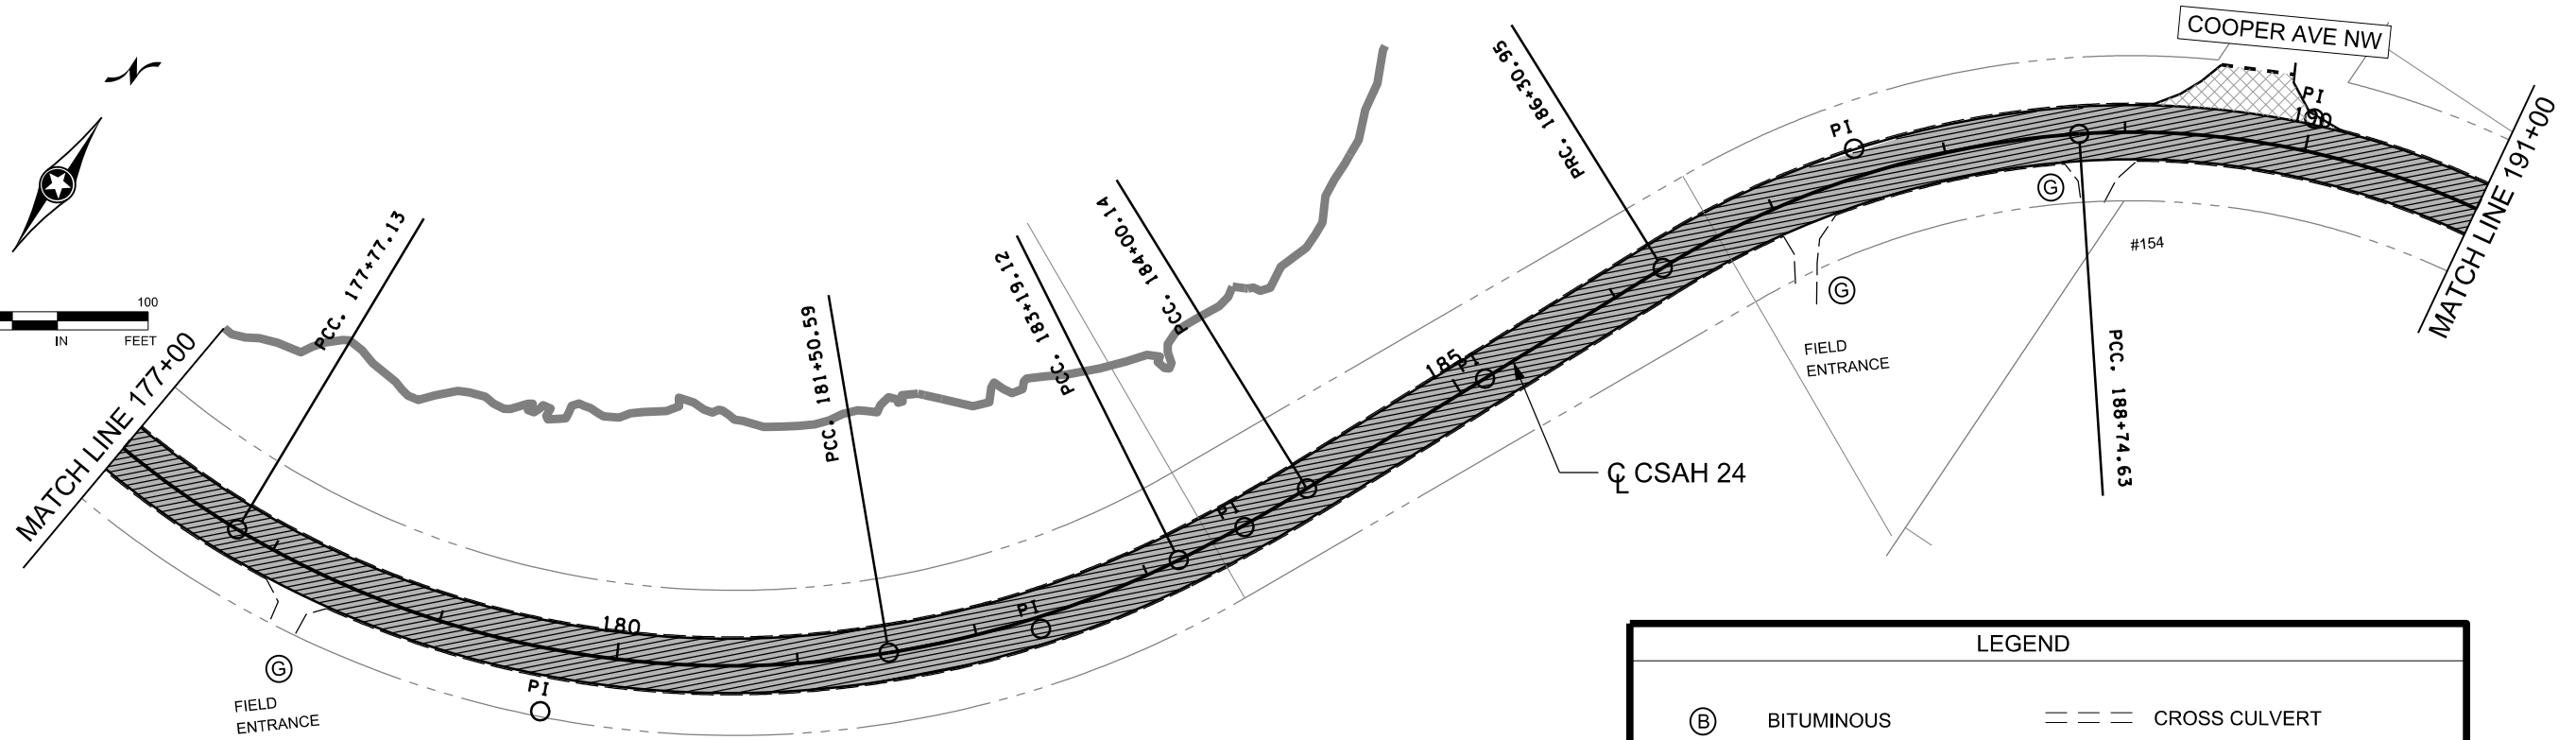 COOPER AVE NW
N
PRC. 186+30.95
PI
PI
190
MATCH LINE 191+00
PCC. 184+00.14
G
PCC. 177+77.13
PCC. 183+19.12
#154
100
IN
FEET
PCC. 181+50.59
G
MATCH LINE 177+00
FIELD
ENTRANCE
185
PI
PCC. 188+74.63
CL CSAH 24
PI
PI
180
LEGEND
G
PI
FIELD
ENTRANCE
B
BITUMINOUS
CROSS CULVERT